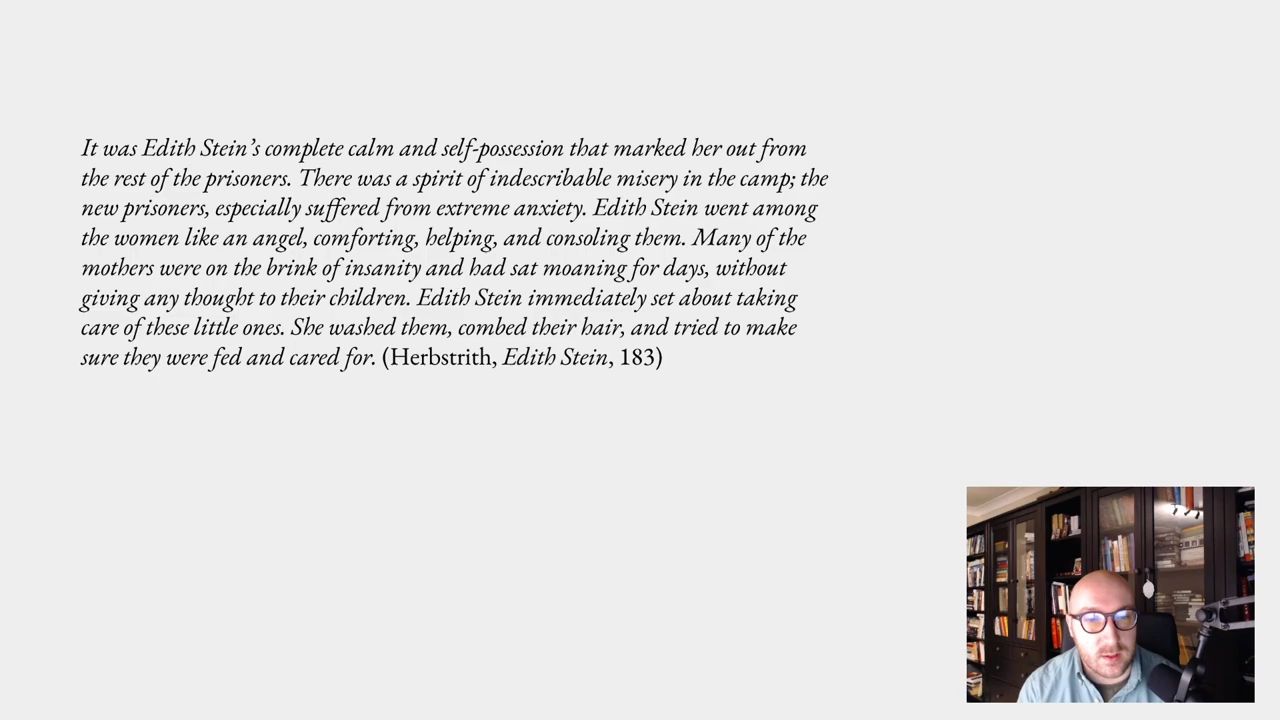 It was Edith Stein’s complete calm and self-possession that marked her out from
the rest of the prisoners. There was a spirit of indescribable misery in the camp; the
new prisoners, especially suffered from extreme anxiety. Edith Stein went among
the women like an angel, comforting, helping, and consoling them. Many of the
mothers were on the brink of insanity and had sat moaning for days, without
giving any thought to their children. Edith Stein immediately set about taking
care of these little ones. She washed them, combed their hair, and tried to make
sure they were fed and cared for. (Herbstrith, Edith Stein, 183)